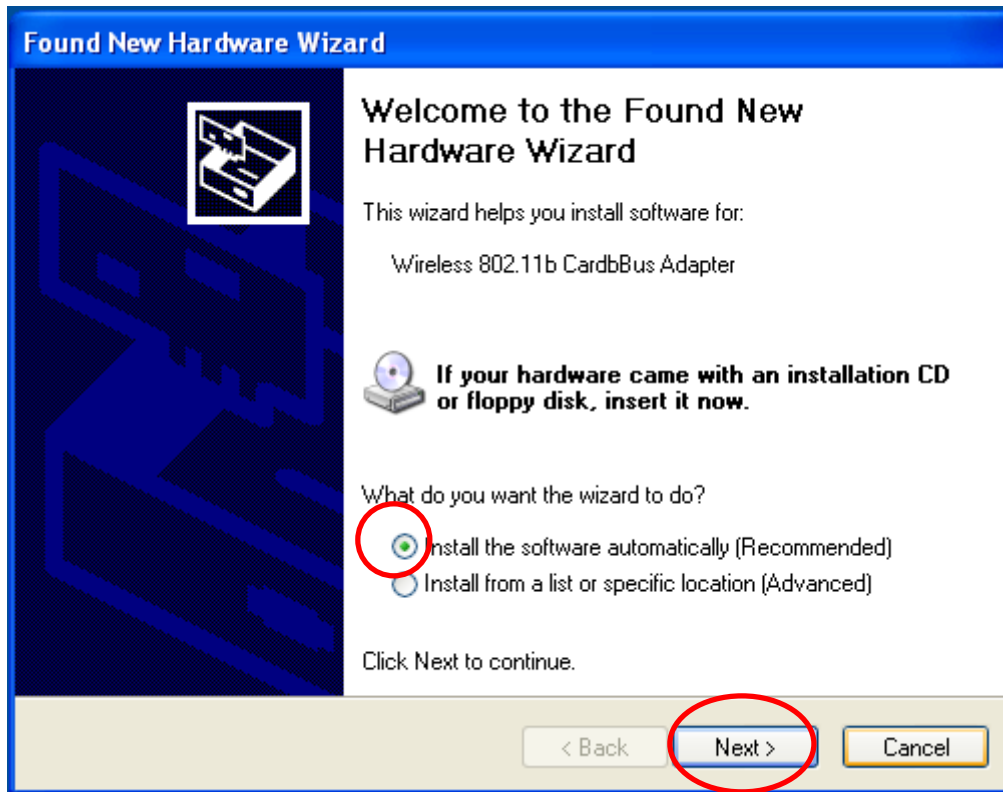 Found New Hardware Wizard
Welcome to the Found New
Hardware Wizard
This wizard helps you install software for:
Wireless 802.11b CardbBus Adapter
If your hardware came with an installation CD
or floppy disk, insert it now.
What do you want the wizard to do?
Install the software automatically (Recommended)
Install from a list or specific location (Advanced)
Click Next to continue.
< Back Next > Cancel